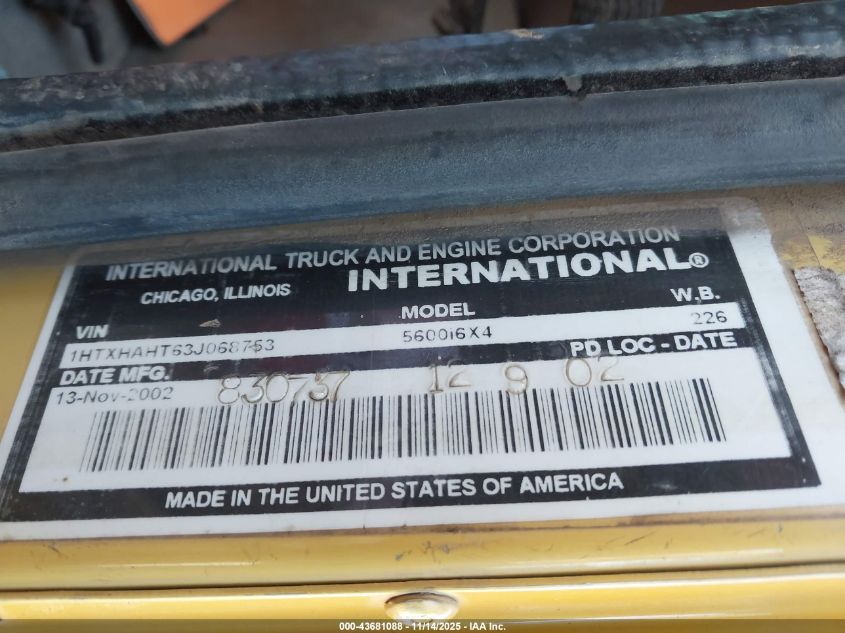 INTERNATIONAL TRUCK AND ENGINE CORPORATION
CHICAGO, ILLINOIS INTERNATIONAL®
VIN MODEL W.B.
1HTXHAHT63J068753 5600i6X4 226
DATE MFG. PD LOC - DATE
13-Nov-2002 830737 12 9 02
MADE IN THE UNITED STATES OF AMERICA
000-43681088 - 11/14/2025 - IAA Inc.